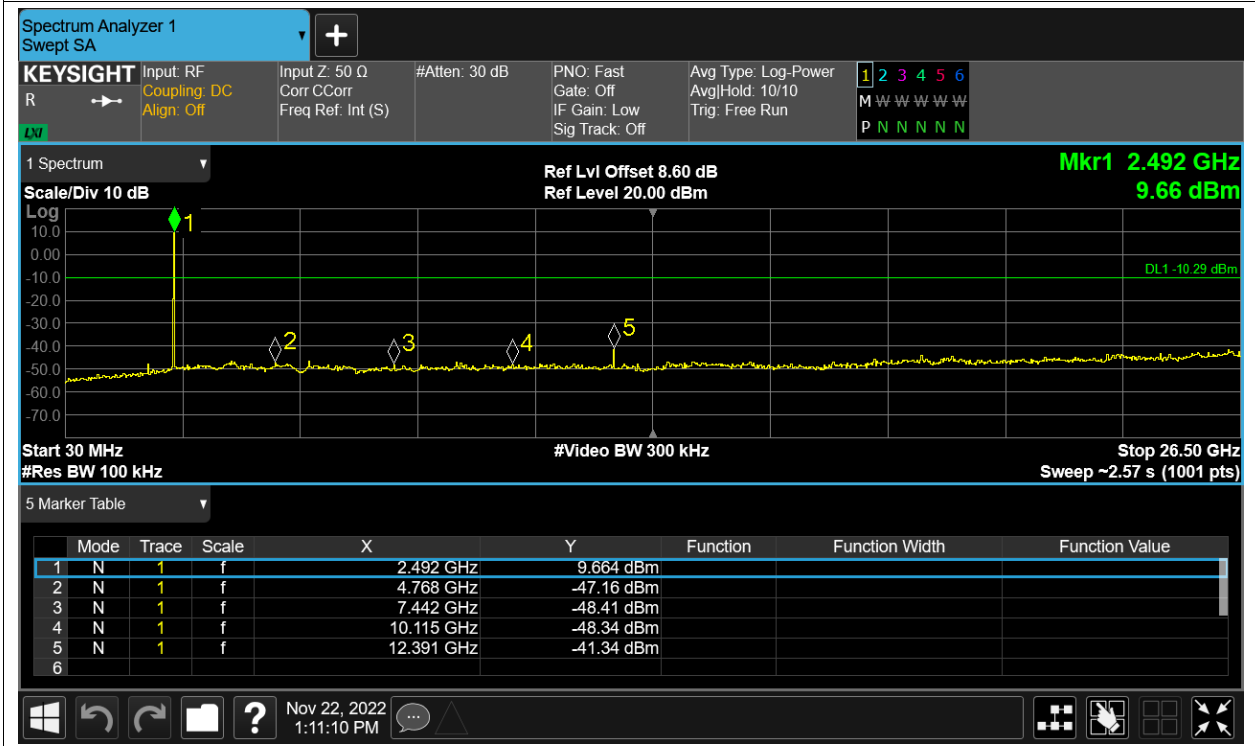 Spectrum Analyzer 1
Swept SA
+
KEYSIGHT Input: RF Input Z: 50 Ω #Atten: 30 dB PNO: Fast Avg Type: Log-Power 1 2 3 4 5 6
R Coupling: DC Corr CCorr Gate: Off Avg|Hold: 10/10 M W W W W W
Align: Off Freq Ref: Int (S) IF Gain: Low Trig: Free Run P N N N N N
LXI Sig Track: Off
1 Spectrum
Ref Lvl Offset 8.60 dB Mkr1 2.492 GHz
Scale/Div 10 dB Ref Level 20.00 dBm 9.66 dBm
Log
1
10.0
0.00
DL1 -10.29 dBm
-10.0
-20.0
-30.0
5
2 3 4
-40.0
-50.0
-60.0
-70.0
Start 30 MHz #Video BW 300 kHz Stop 26.50 GHz
#Res BW 100 kHz Sweep ~2.57 s (1001 pts)
5 Marker Table
Mode Trace Scale X Y Function Function Width Function Value
1 N 1 f 2.492 GHz 9.664 dBm
2 N 1 f 4.768 GHz -47.16 dBm
3 N 1 f 7.442 GHz -48.41 dBm
4 N 1 f 10.115 GHz -48.34 dBm
5 N 1 f 12.391 GHz -41.34 dBm
6
? Nov 22, 2022
1:11:10 PM